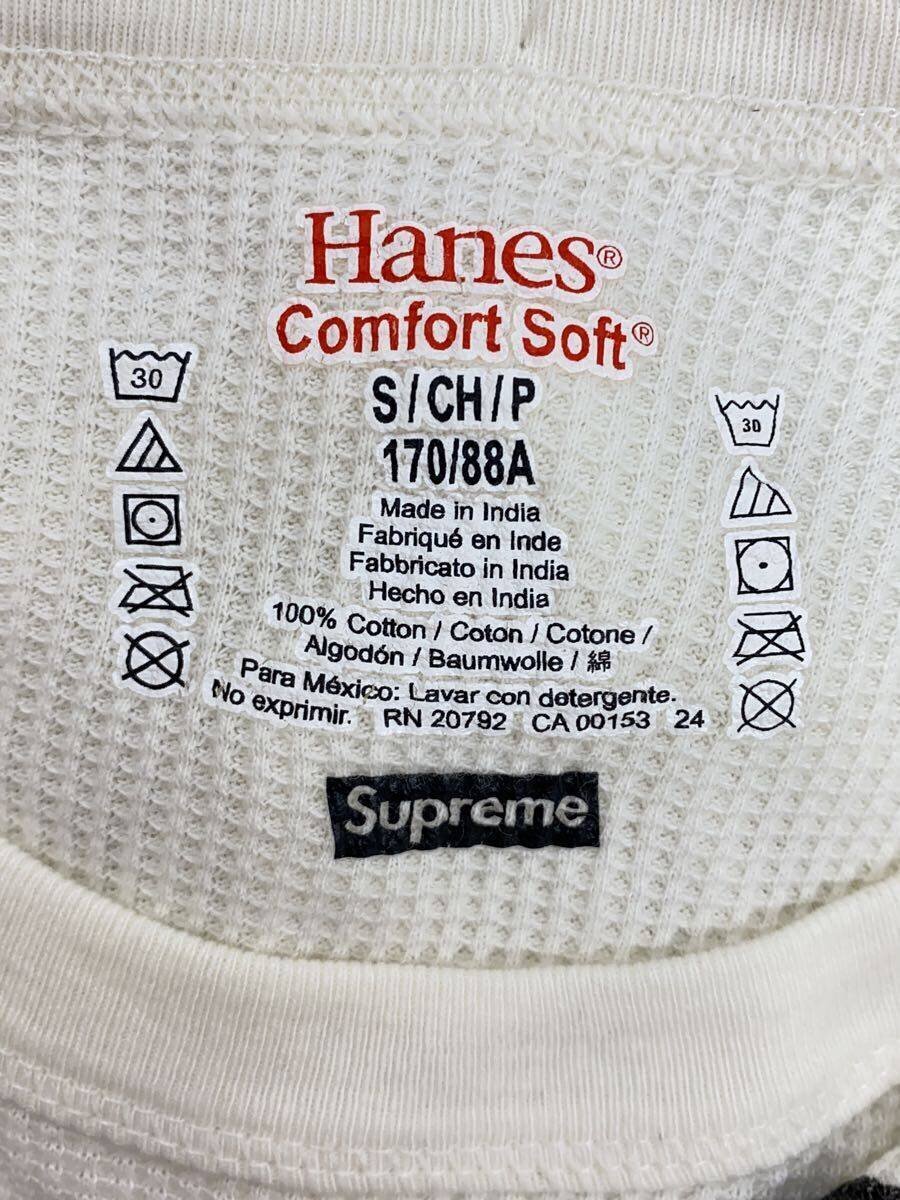 Hanes®
Comfort Soft®
S/CH/P
170/88A
30
30
Made in India
Fabriqué en Inde
Fabbricato in India
Hecho en India
100% Cotton / Coton / Cotone /
Algodón / Baumwolle / 綿
Para México: Lavar con detergente.
No exprimir. RN 20792 CA 00153 24
Supreme